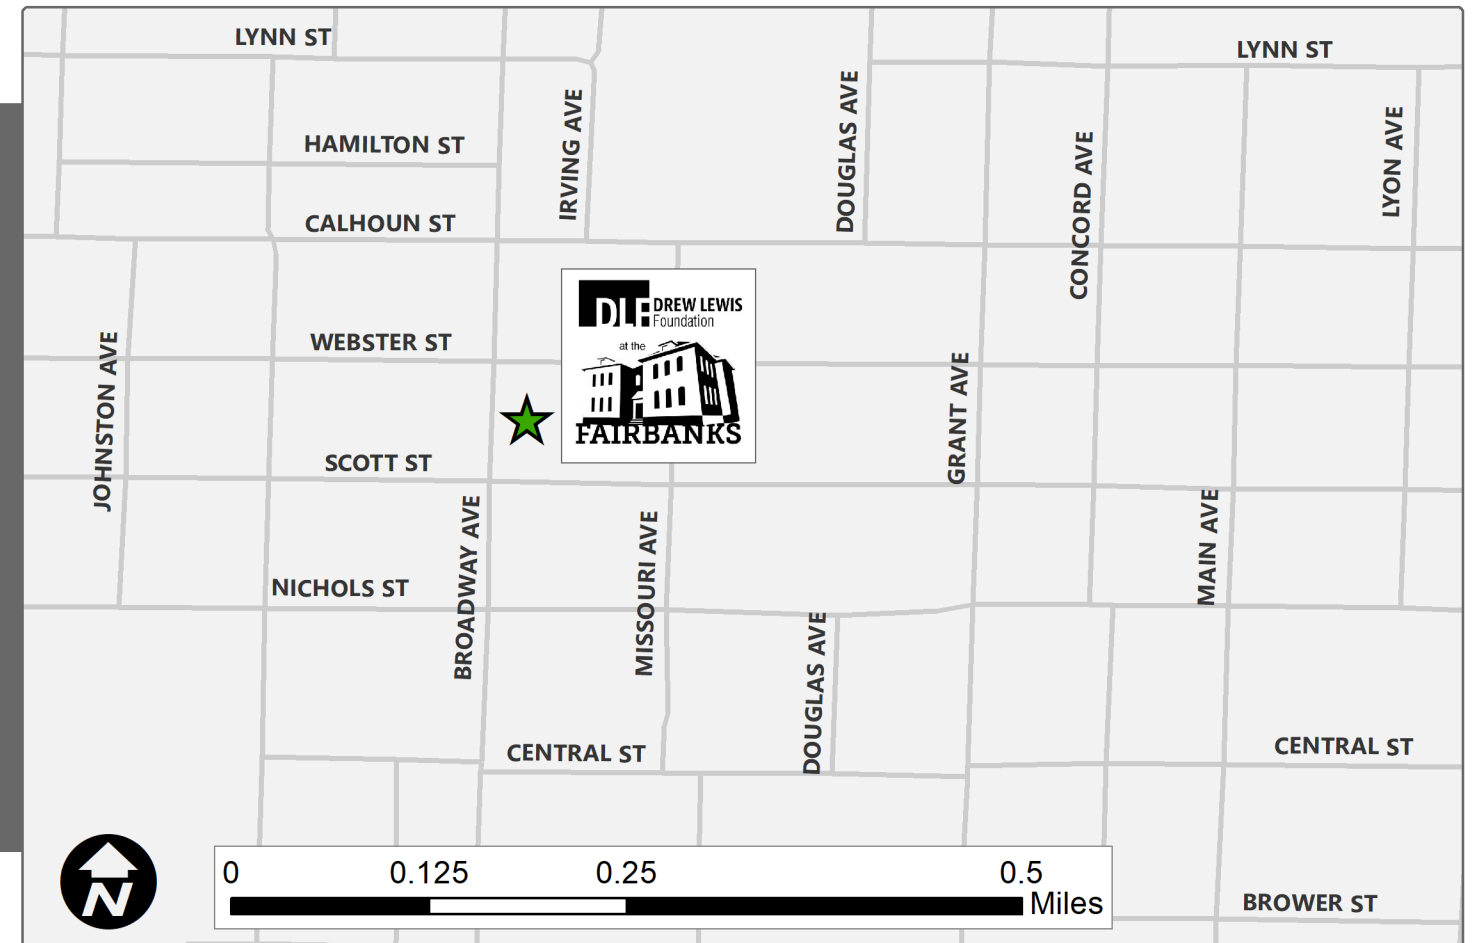 LYNN ST
LYNN ST
IRVING AVE
DOUGLAS AVE
LYON AVE
HAMILTON ST
CONCORD AVE
CALHOUN ST
DLF DREW LEWIS
Foundation
at the
FAIRBANKS
WEBSTER ST
JOHNSTON AVE
GRANT AVE
SCOTT ST
BROADWAY AVE
MISSOURI AVE
MAIN AVE
NICHOLS ST
DOUGLAS AVE
CENTRAL ST
CENTRAL ST
N
0 0.125 0.25 0.5
Miles
BROWER ST